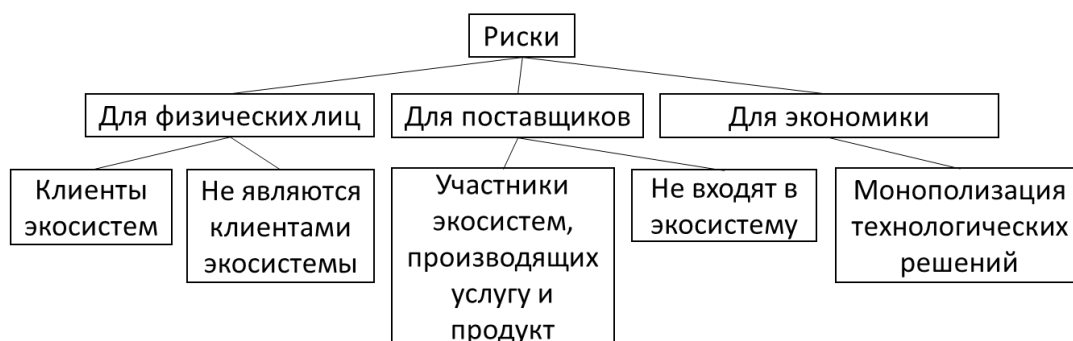 Риски
Для физических лиц
Для поставщиков
Для экономики
Клиенты
экосистем
Не являются
клиентами
экосистемы
Участники
экосистем,
производящих
услугу и
продукт
Не входят в
экосистему
Монополизация
технологических
решений